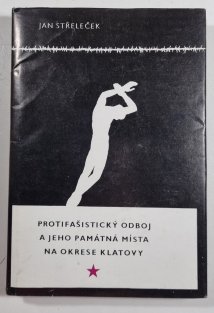 JAN STŘELEČEK
PROTIFAŠISTICKÝ ODBOJ
A JEHO PAMÁTNÁ MÍSTA
NA OKRESE KLATOVY